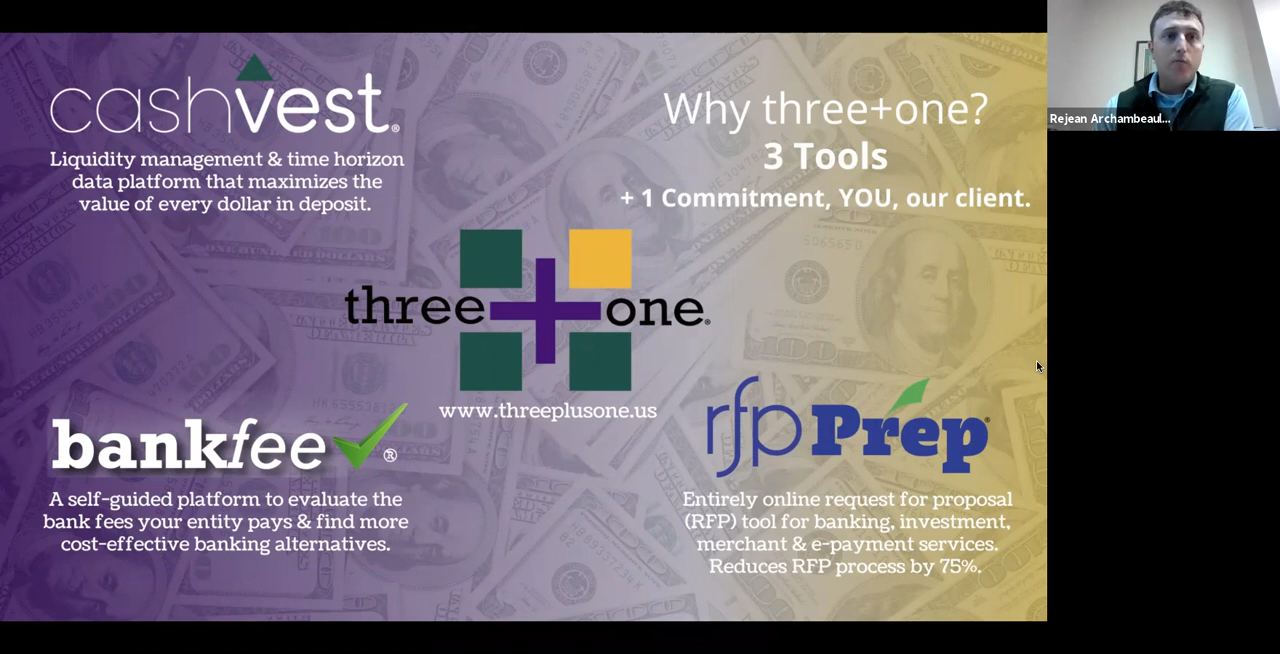 cashvest®
Liquidity management & time horizon
data platform that maximizes the
value of every dollar in deposit.
Why three+one?
3 Tools
+ 1 Commitment, YOU, our client.
three+one®
www.threeplusone.us
bankfee®
A self-guided platform to evaluate the
bank fees your entity pays & find more
cost-effective banking alternatives.
rfpPrep®
Entirely online request for proposal
(RFP) tool for banking, investment,
merchant & e-payment services.
Reduces RFP process by 75%.
Rejean Archambeaul...